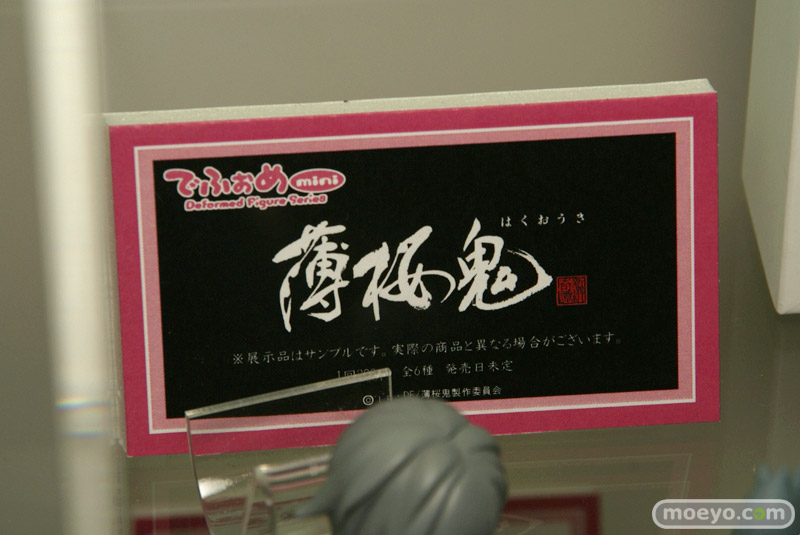 でふぉめ mini
Deformed Figure Series
はくおうき
薄桜鬼
※展示品はサンプルです。実際の商品と異なる場合がございます。
1回 全6種 発売日未定
© DF/薄桜鬼製作委員会
moeyo.com